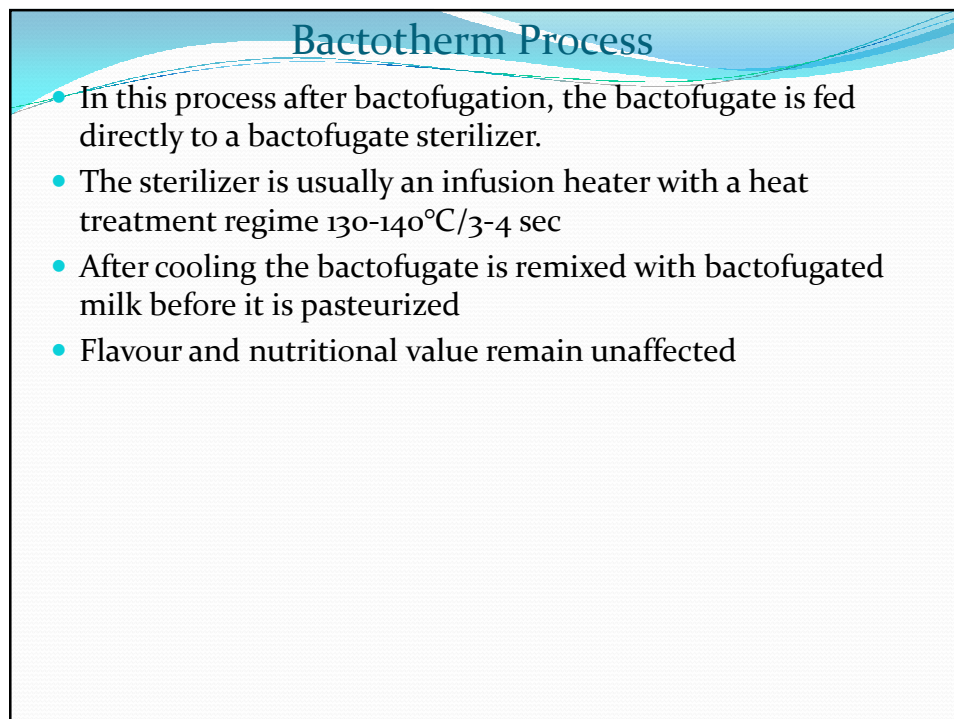 Bactotherm Process
• In this process after bactofugation, the bactofugate is fed
directly to a bactofugate sterilizer.
• The sterilizer is usually an infusion heater with a heat
treatment regime 130-140°C/3-4 sec
• After cooling the bactofugate is remixed with bactofugated
milk before it is pasteurized
• Flavour and nutritional value remain unaffected